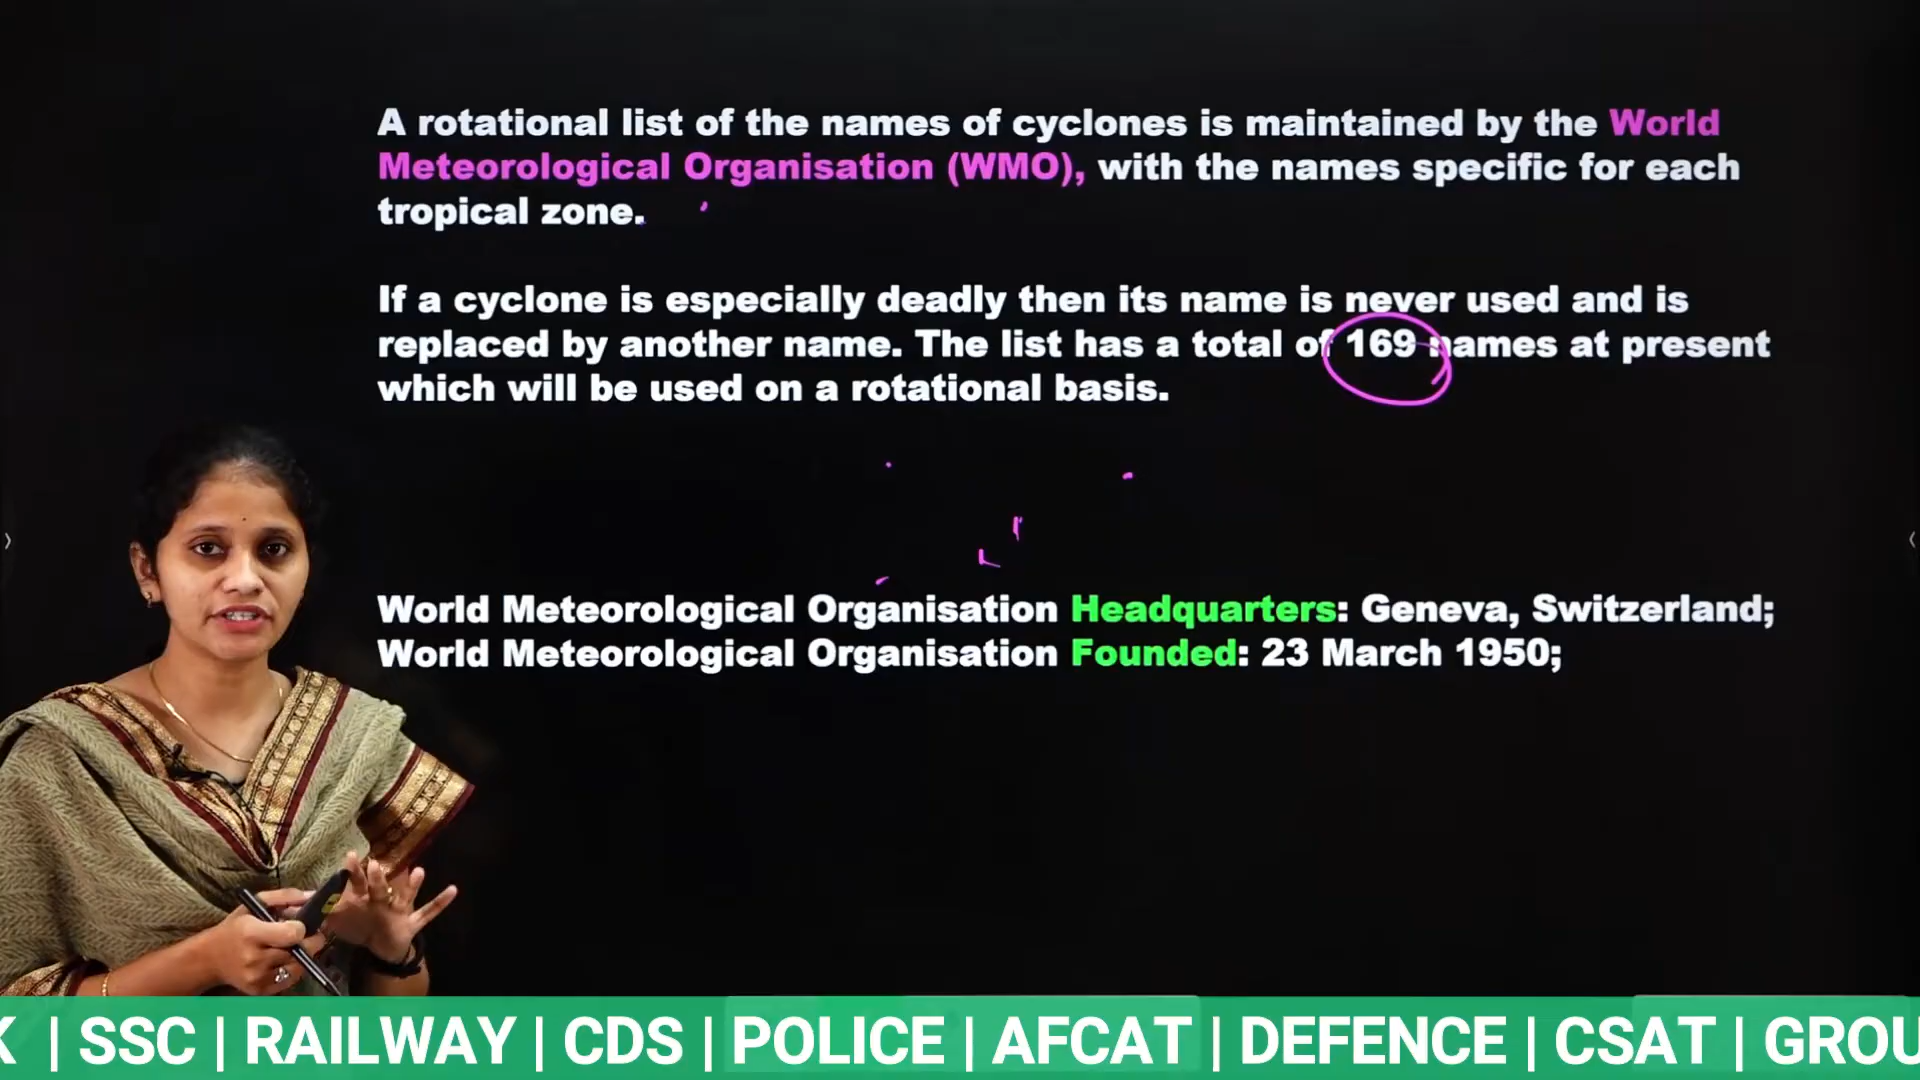 A rotational list of the names of cyclones is maintained by the World
Meteorological Organisation (WMO), with the names specific for each
tropical zone.
If a cyclone is especially deadly then its name is never used and is
replaced by another name. The list has a total of 169 names at present
which will be used on a rotational basis.
World Meteorological Organisation Headquarters: Geneva, Switzerland;
World Meteorological Organisation Founded: 23 March 1950;
K | SSC | RAILWAY | CDS | POLICE | AFCAT | DEFENCE | CSAT | GROU